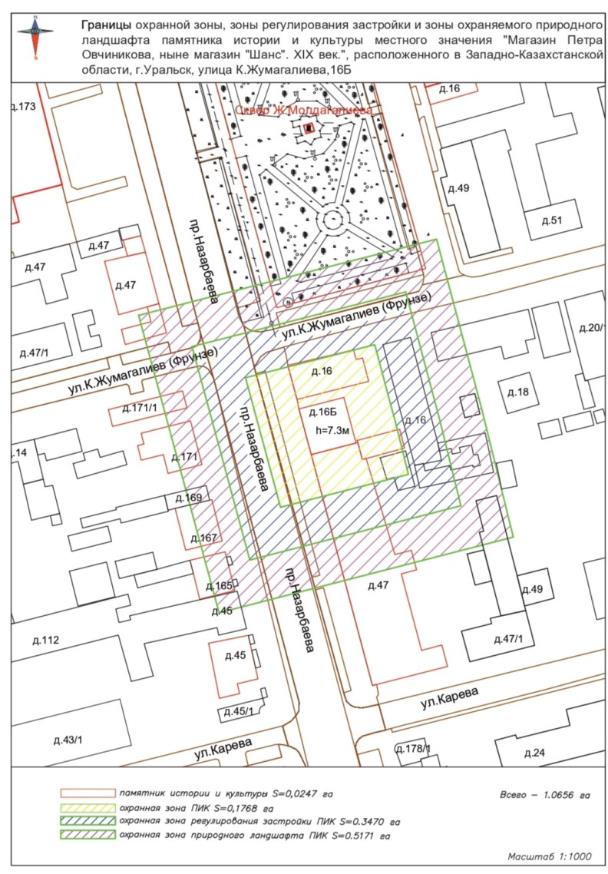 Границы охранной зоны, зоны регулирования застройки и зоны охраняемого природного
ландшафта памятника истории и культуры местного значения "Магазин Петра
Овчиникова, ныне магазин "Шанс". XIX век.", расположенного в Западно-Казахстанской
области, г.Уральск, улица К.Жумагалиева,16Б
д.16
Сквер Ж.Молдагалиева
д.173
д.49
д.51
д.47
д.47
пр.Назарбаева
д.47
ул.К.Жумагалиев (Фрунзе)
д.20/
д.47/1
ул.К.Жумагалиев (Фрунзе)
д.16
д.18
д.171/1
д.16Б
h=7.3м
д.16
пр.Назарбаева
.14
д.171
д.169
д.167
д.165
д.47
д.49
д.45
пр.Назарбаева
д.112
д.47/1
д.45
ул.Карева
д.45/1
д.43/1
ул.Карева
д.178/1
д.24
памятник истории и культуры S=0,0247 га
Всего – 1.0656 га
охранная зона ПИК S=0,1768 га
охранная зона регулирования застройки ПИК S=0.3470 га
охранная зона природного ландшафта ПИК S=0.5171 га
Масштаб 1:1000